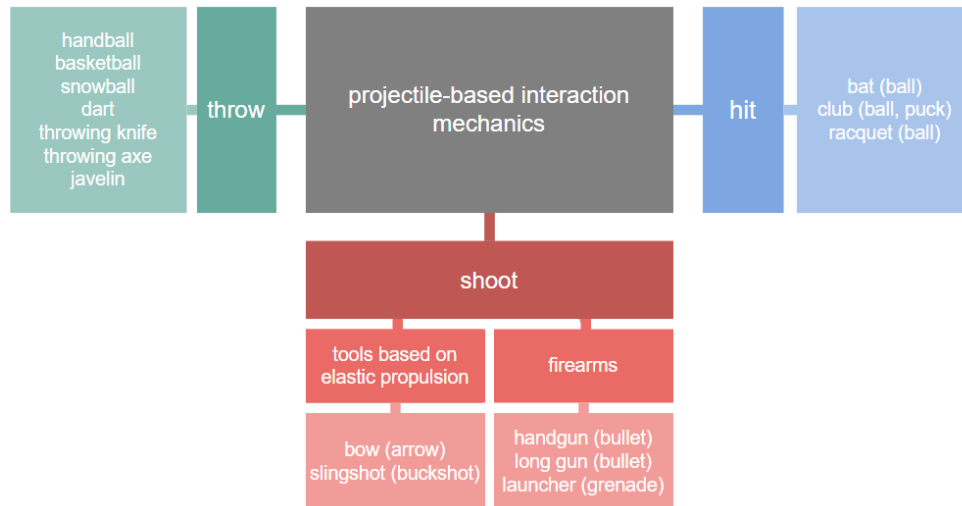 handball
basketball
snowball
dart
throwing knife
throwing axe
javelin
throw
projectile-based interaction
mechanics
hit
bat (ball)
club (ball, puck)
racquet (ball)
shoot
tools based on
elastic propulsion
firearms
bow (arrow)
slingshot (buckshot)
handgun (bullet)
long gun (bullet)
launcher (grenade)